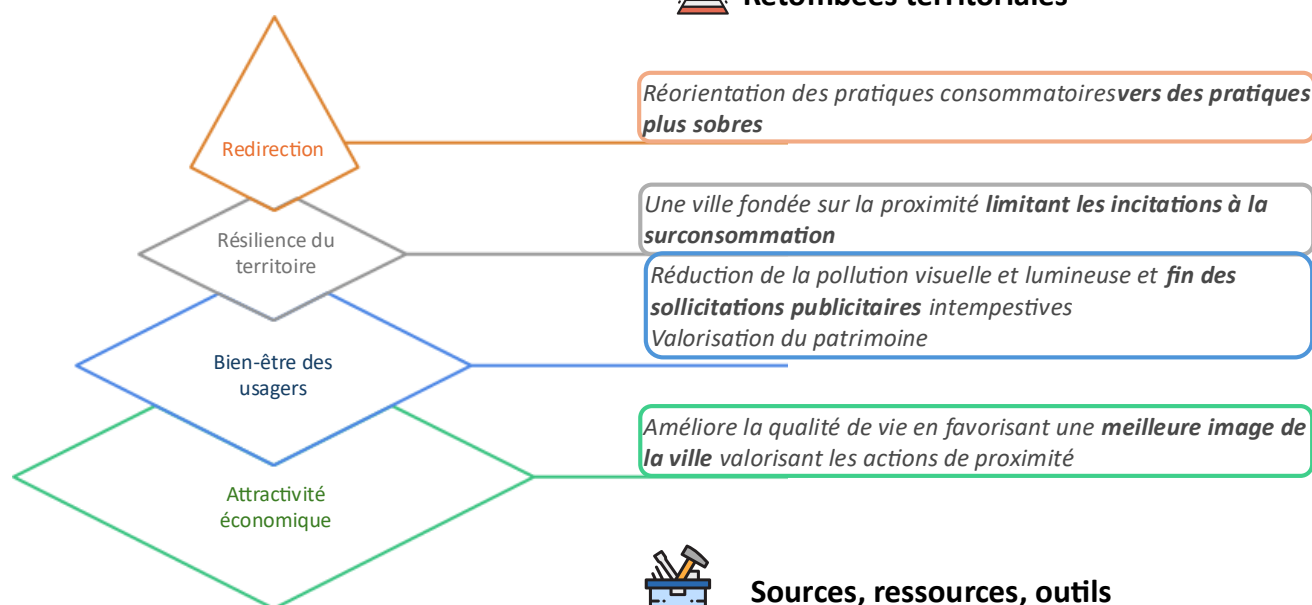 Retombées territoriales
Redirection
Réorientation des pratiques consommatoiresvers des pratiques
plus sobres
Résilience du
territoire
Une ville fondée sur la proximité limitant les incitations à la
surconsommation
Bien-être des
usagers
Réduction de la pollution visuelle et lumineuse et fin des
sollicitations publicitaires intempestives
Valorisation du patrimoine
Attractivité
économique
Améliore la qualité de vie en favorisant une meilleure image de
la ville valorisant les actions de proximité
Sources, ressources, outils